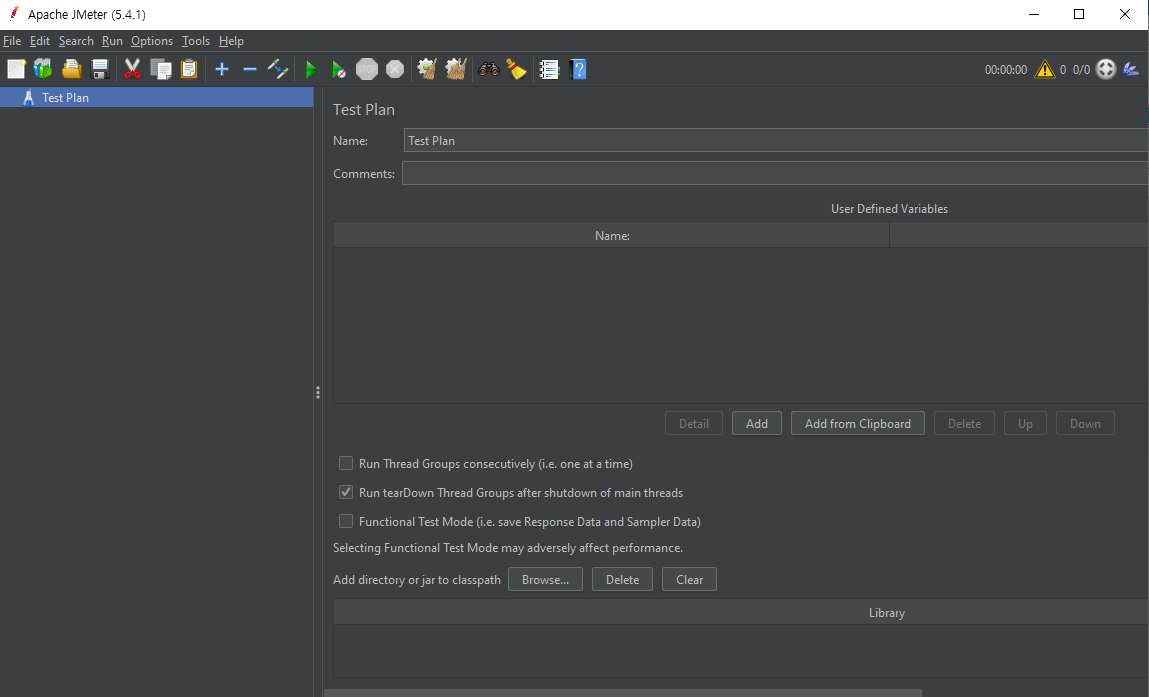 Apache JMeter (5.4.1)
File Edit Search Run Options Tools Help
00:00:00 0 0/0
Test Plan
Test Plan
Name: Test Plan
Comments:
User Defined Variables
Name:
Detail Add Add from Clipboard Delete Up Down
Run Thread Groups consecutively (i.e. one at a time)
Run tearDown Thread Groups after shutdown of main threads
Functional Test Mode (i.e. save Response Data and Sampler Data)
Selecting Functional Test Mode may adversely affect performance.
Add directory or jar to classpath Browse... Delete Clear
Library